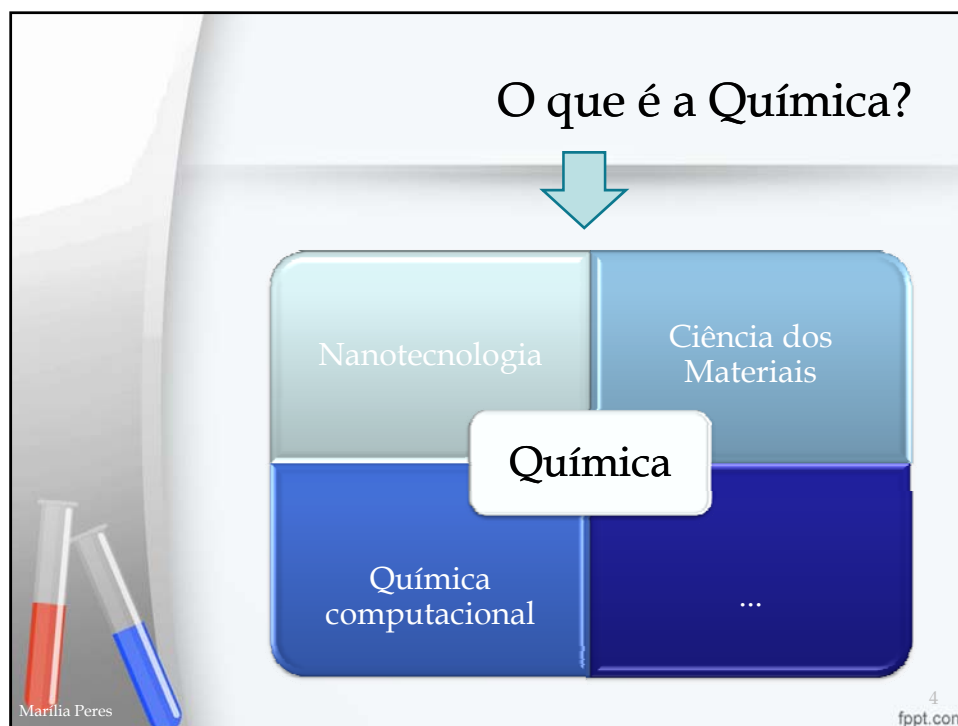 O que é a Química?
Nanotecnologia
Ciência dos
Materiais
Química
Química
computacional
...
Marília Peres
4
fppt.com